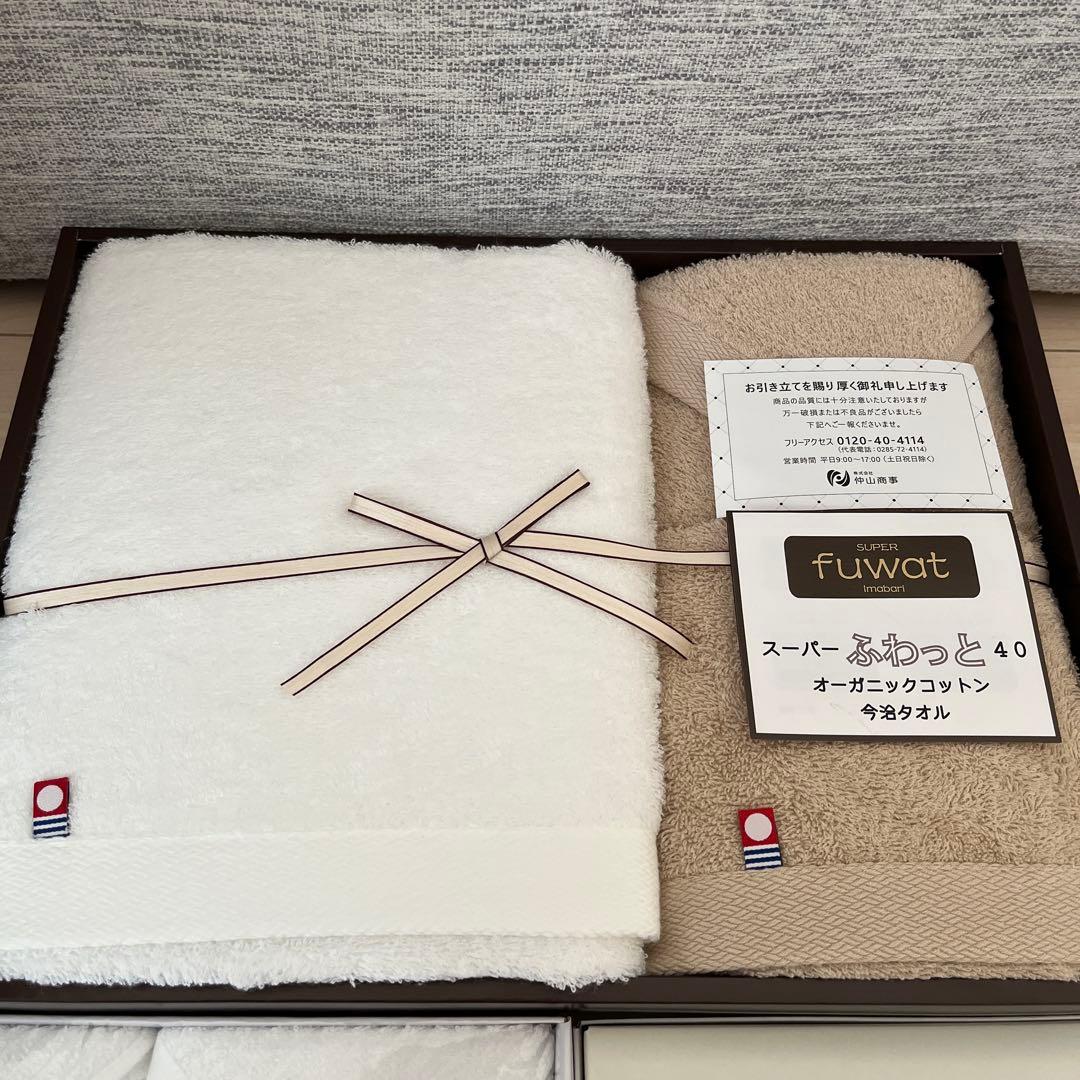 お引き立てを賜り厚く御礼申し上げます
商品の品質には十分注意いたしておりますが
万一破損または不良品がございましたら
下記へご一報くださいませ。
フリーアクセス 0120-40-4114
(代表電話:0285-72-4114)
営業時間 平日9:00～17:00 (土日祝日除く)
株式会社
仲山商事
SUPER
fuwat
Imabari
スーパー ふわっと 40
オーガニックコットン
今治タオル